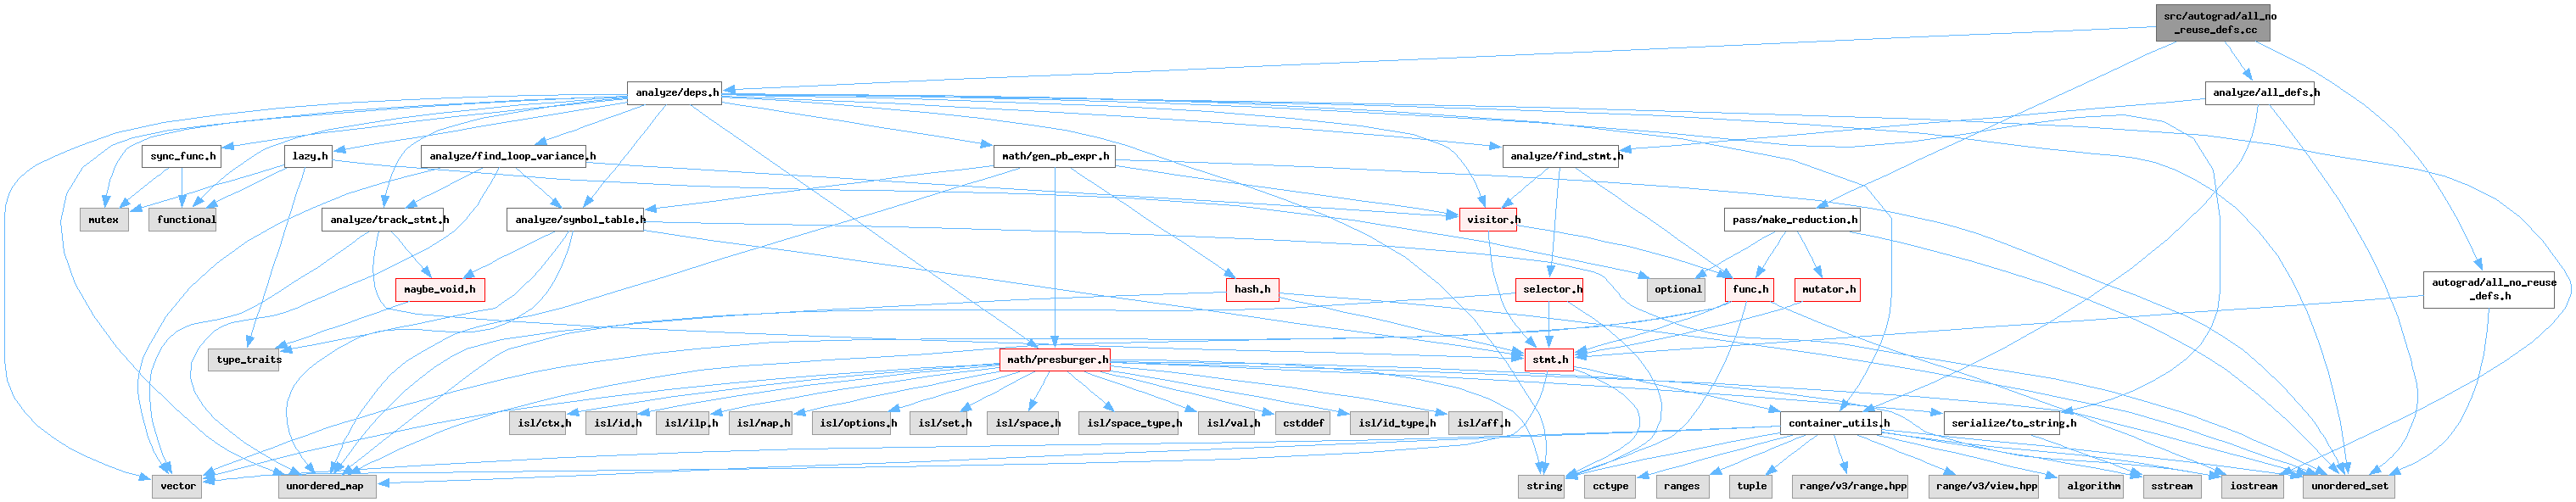 src/autograd/all_no
_reuse_defs.cc
analyze/deps.h
analyze/all_defs.h
sync_func.h
lazy.h
analyze/find_loop_variance.h
math/gen_pb_expr.h
analyze/find_stmt.h
mutex
functional
analyze/track_stmt.h
analyze/symbol_table.h
visitor.h
pass/make_reduction.h
maybe_void.h
hash.h
selector.h
optional
func.h
mutator.h
autograd/all_no_reuse
_defs.h
type_traits
math/presburger.h
stmt.h
isl/ctx.h
isl/id.h
isl/ilp.h
isl/map.h
isl/options.h
isl/set.h
isl/space.h
isl/space_type.h
isl/val.h
cstddef
isl/id_type.h
isl/aff.h
container_utils.h
serialize/to_string.h
vector
unordered_map
string
cctype
ranges
tuple
range/v3/range.hpp
range/v3/view.hpp
algorithm
sstream
iostream
unordered_set